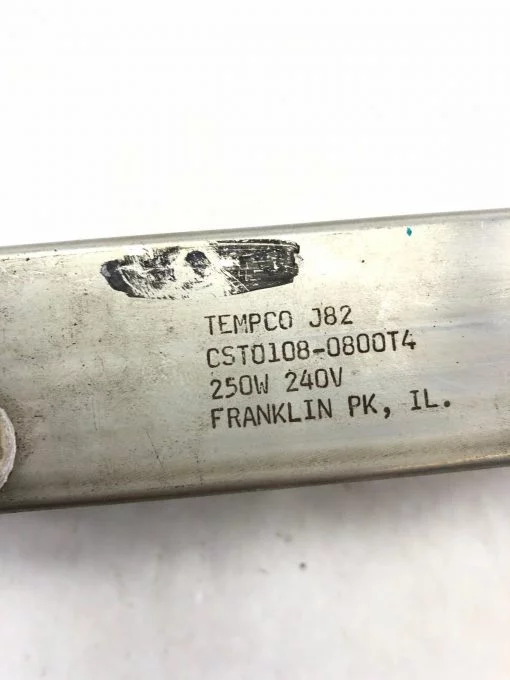 TEMPCO J82
CST0108-0800T4
250W 240V
FRANKLIN PK, IL.